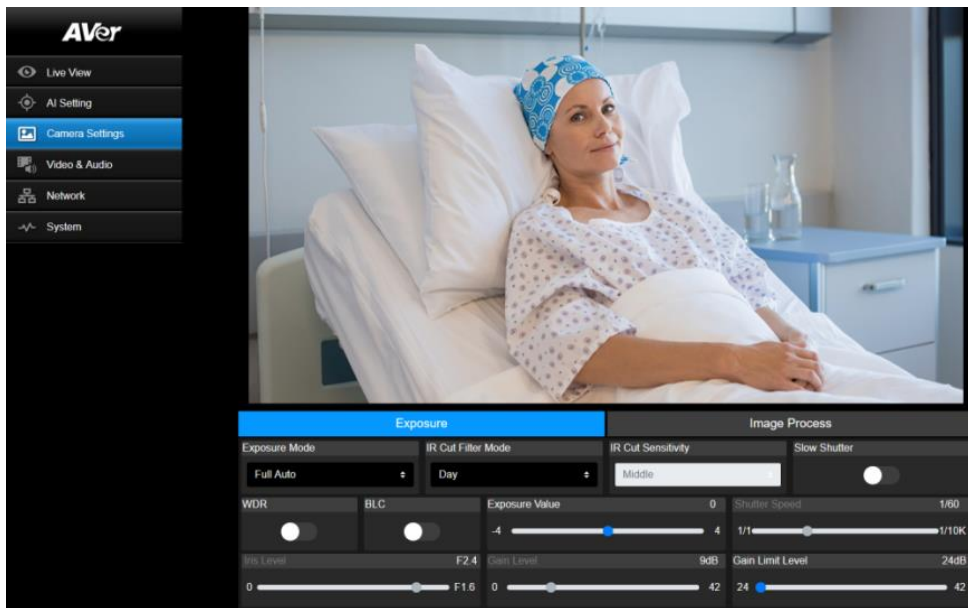 AVer
Live View
AI Setting
Camera Settings
Video & Audio
Network
System
Exposure Image Process
Exposure Mode IR Cut Filter Mode IR Cut Sensitivity Slow Shutter
Full Auto Day Middle
WDR BLC Exposure Value 0 Shutter Speed 1/60
-4 4 1/1 1/10K
Iris Level F2.4 Gain Level 9dB Gain Limit Level 24dB
0 F1.6 0 42 24 42